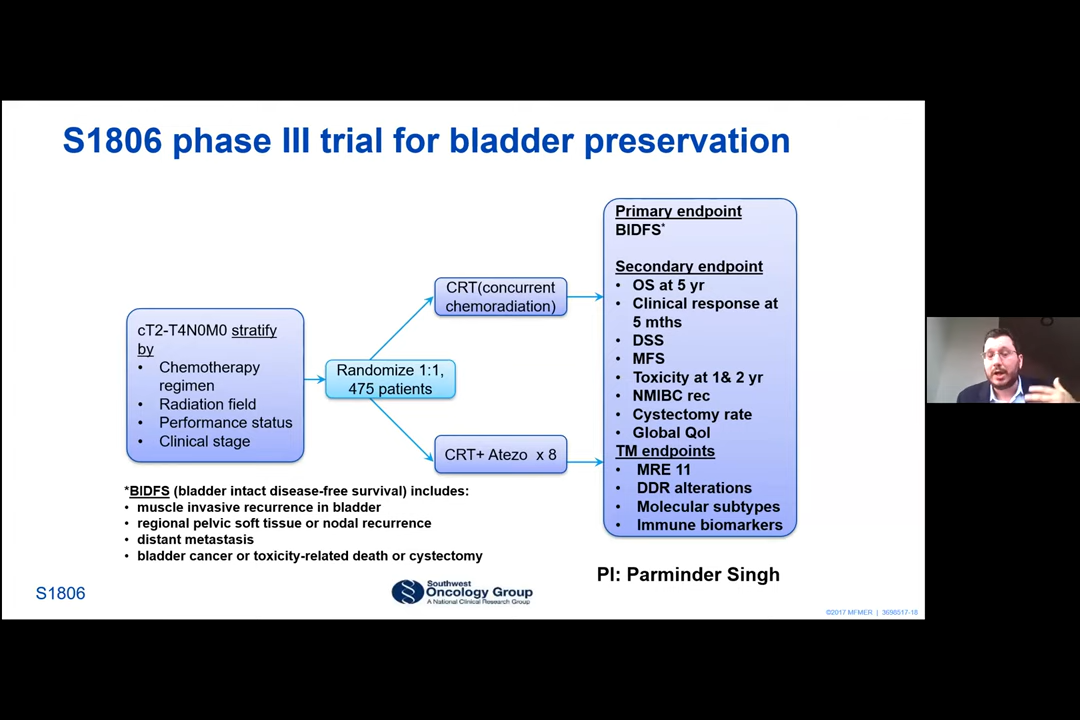 S1806 phase III trial for bladder preservation
cT2-T4N0M0 stratify
by
• Chemotherapy
regimen
• Radiation field
• Performance status
• Clinical stage
Randomize 1:1,
475 patients
CRT(concurrent
chemoradiation)
CRT+ Atezo x 8
Primary endpoint
BIDFS*
Secondary endpoint
• OS at 5 yr
• Clinical response at
5 mths
• DSS
• MFS
• Toxicity at 1& 2 yr
• NMIBC rec
• Cystectomy rate
• Global Qol
TM endpoints
• MRE 11
• DDR alterations
• Molecular subtypes
• Immune biomarkers
*BIDFS (bladder intact disease-free survival) includes:
• muscle invasive recurrence in bladder
• regional pelvic soft tissue or nodal recurrence
• distant metastasis
• bladder cancer or toxicity-related death or cystectomy
PI: Parminder Singh
S1806
Southwest
Oncology Group
A National Clinical Research Group
©2017 MFMER | 3698517-18